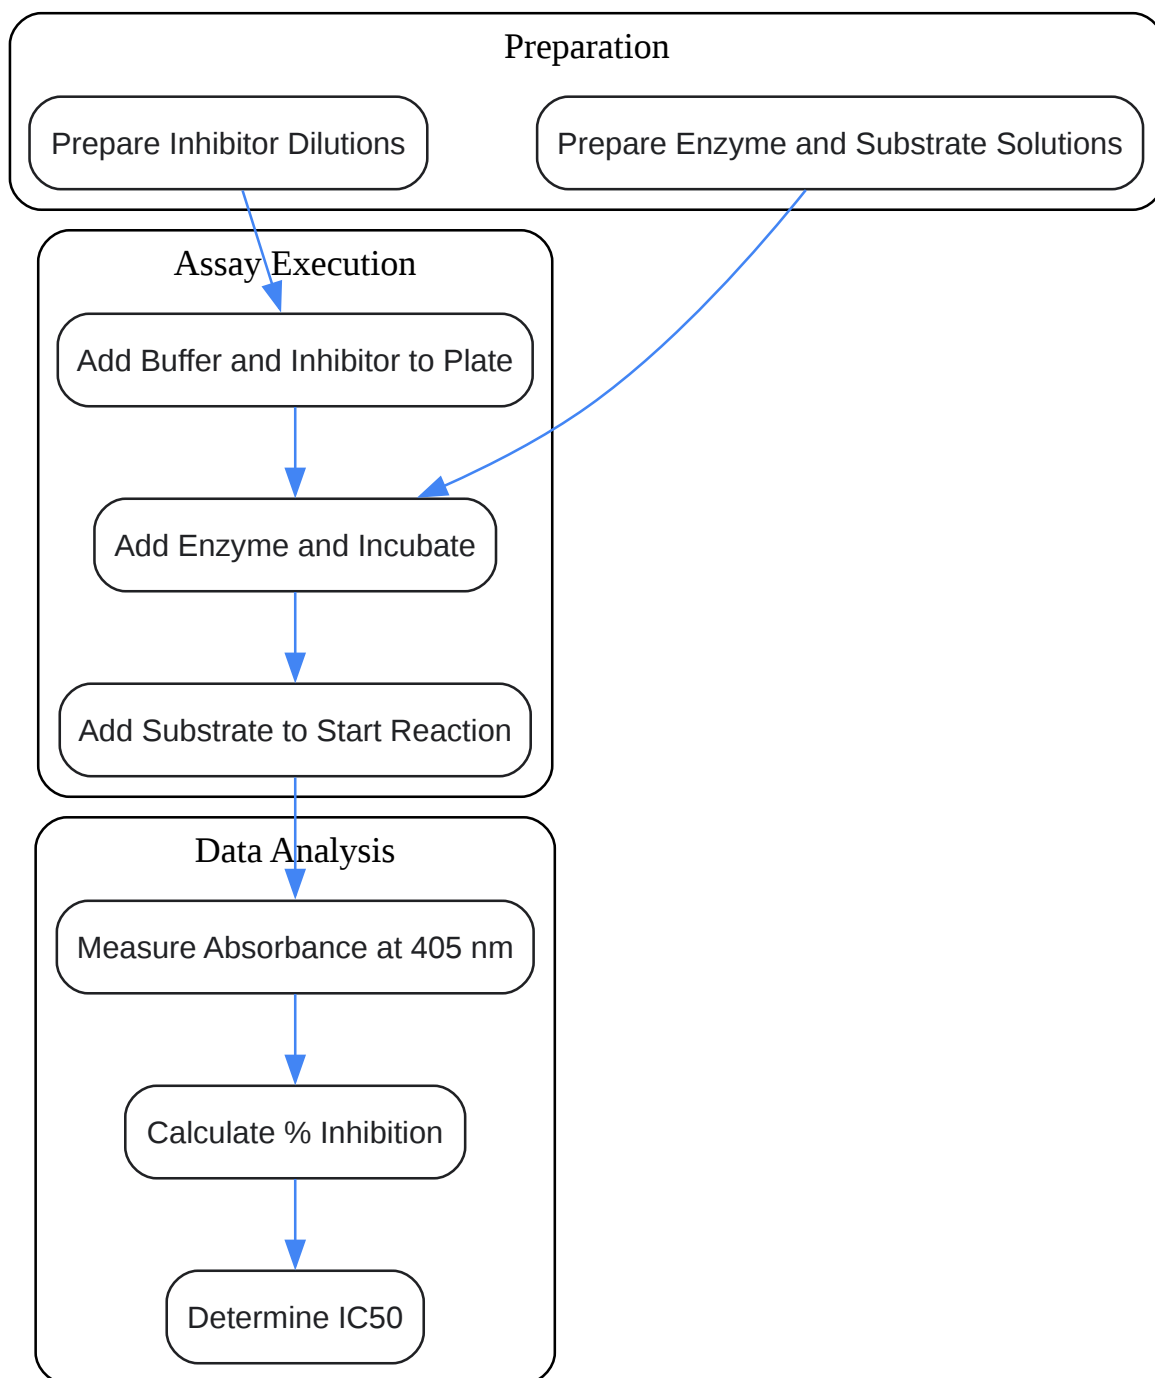 Preparation
Prepare Inhibitor Dilutions
Prepare Enzyme and Substrate Solutions
Assay Execution
Add Buffer and Inhibitor to Plate
Add Enzyme and Incubate
Add Substrate to Start Reaction
Data Analysis
Measure Absorbance at 405 nm
Calculate % Inhibition
Determine IC50